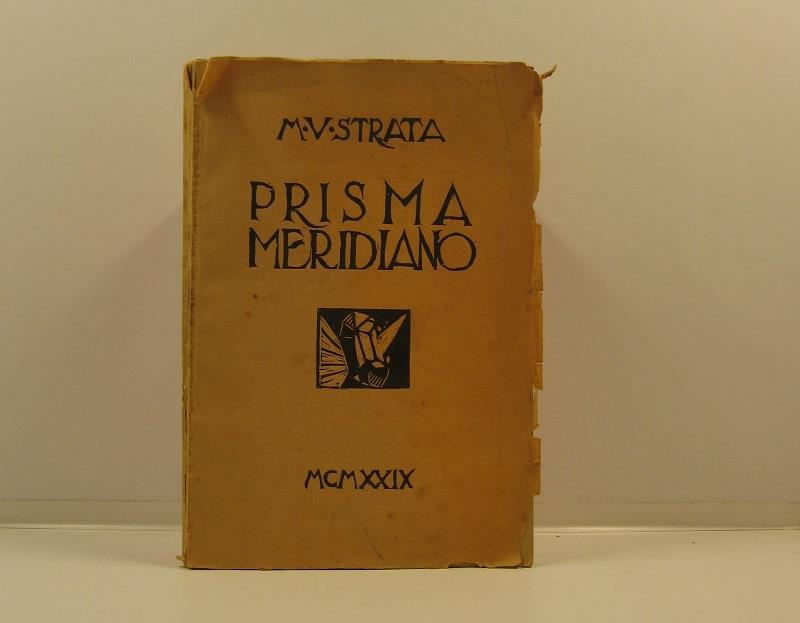 M·V·STRATA
PRISMA
MERIDIANO
MCMXXIX